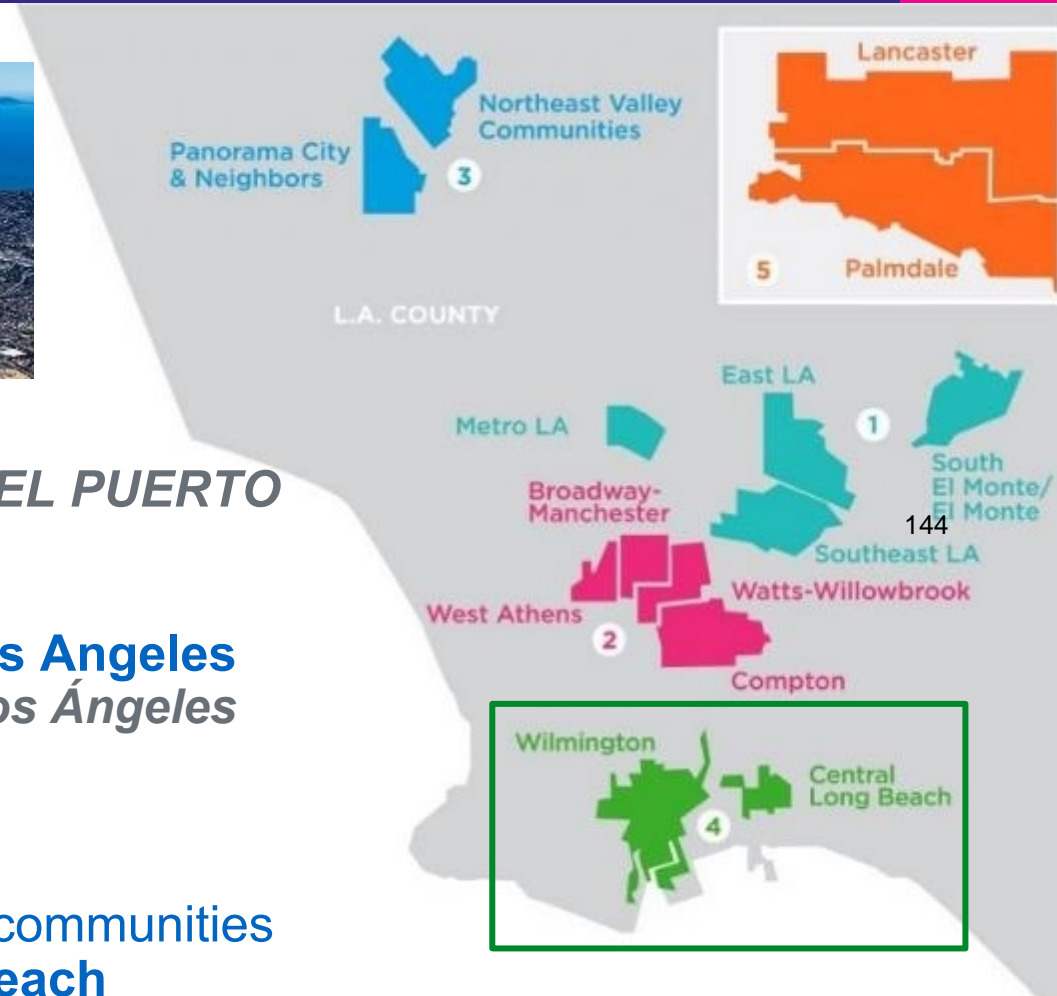 EL PUERTO
s Angeles
os Ángeles
communities
each
Northeast Valley
Communities
Panorama City
& Neighbors
3
Lancaster
5
Palmdale
L.A. COUNTY
East LA
Metro LA
1
South
El Monte/
El Monte
144
Broadway-
Manchester
Southeast LA
Watts-Willowbrook
West Athens
2
Compton
Wilmington
Central
Long Beach
4